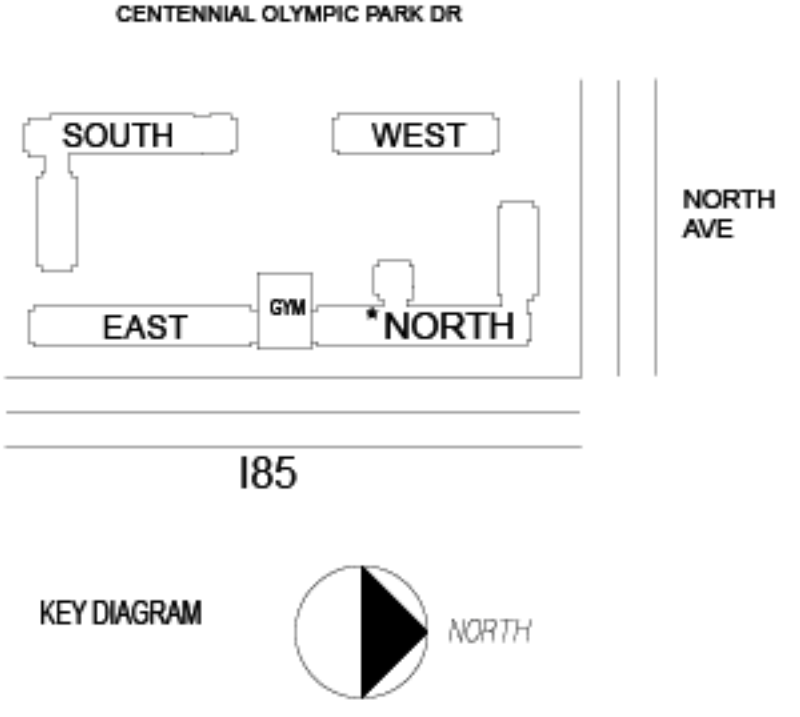 CENTENNIAL OLYMPIC PARK DR
SOUTH
WEST
NORTH
AVE
GYM
EAST
*NORTH
I85
KEY DIAGRAM
NORTH